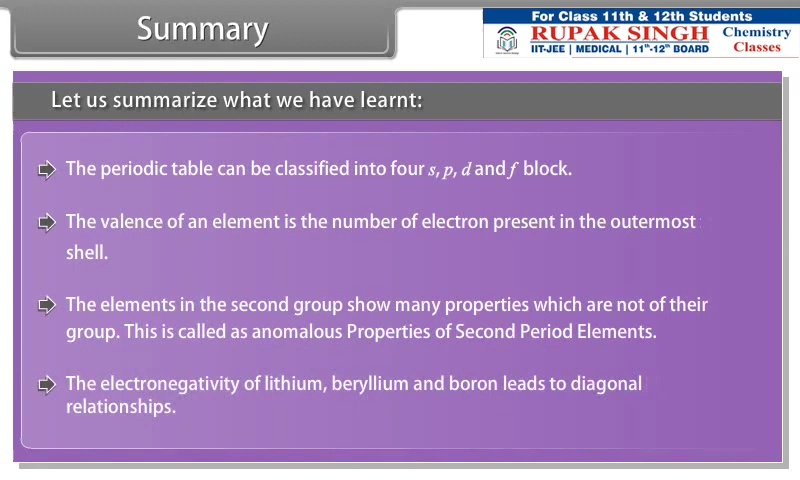 Summary
For Class 11th & 12th Students
RUPAK SINGH
IIT-JEE | MEDICAL | 11th-12th BOARD
Chemistry
Classes
Let us summarize what we have learnt:
The periodic table can be classified into four s, p, d and f block.
The valence of an element is the number of electron present in the outermost
shell.
The elements in the second group show many properties which are not of their
group. This is called as anomalous Properties of Second Period Elements.
The electronegativity of lithium, beryllium and boron leads to diagonal
relationships.